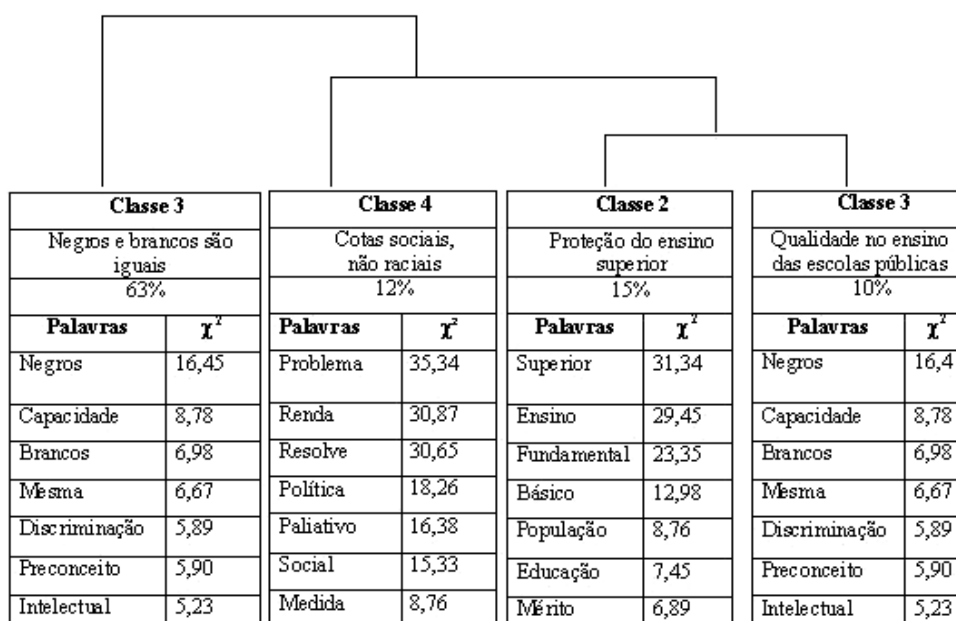 Classe 3
Negros e brancos são
iguais
63%
Palavras χ²
Negros 16,45
Capacidade 8,78
Brancos 6,98
Mesma 6,67
Discriminação 5,89
Preconceito 5,90
Intelectual 5,23
Classe 4
Cotas sociais,
não raciais
12%
Palavras χ²
Problema 35,34
Renda 30,87
Resolve 30,65
Política 18,26
Paliativo 16,38
Social 15,33
Medida 8,76
Classe 2
Proteção do ensino
superior
15%
Palavras χ²
Superior 31,34
Ensino 29,45
Fundamental 23,35
Básico 12,98
População 8,76
Educação 7,45
Mérito 6,89
Classe 3
Qualidade no ensino
das escolas públicas
10%
Palavras χ²
Negros 16,4
Capacidade 8,78
Brancos 6,98
Mesma 6,67
Discriminação 5,89
Preconceito 5,90
Intelectual 5,23